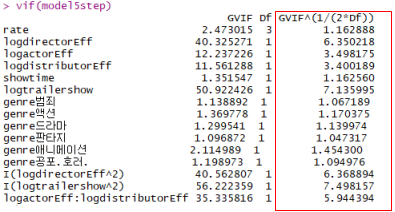 > vif(model5step)
GVIF Df GVIF^(1/(2*Df))
rate 2.473015 3 1.162888
logdirectorEff 40.325271 1 6.350218
logactorEff 12.237226 1 3.498175
logdistributorEff 11.561288 1 3.400189
showtime 1.351547 1 1.162560
logtrailershow 50.922426 1 7.135995
genre범죄 1.138892 1 1.067189
genre액션 1.369778 1 1.170375
genre드라마 1.299541 1 1.139974
genre판타지 1.096872 1 1.047317
genre애니메이션 2.114989 1 1.454300
genre공포.호러. 1.198973 1 1.094976
I(logdirectorEff^2) 40.562807 1 6.368894
I(logtrailershow^2) 56.222359 1 7.498157
logactorEff:logdistributorEff 35.335816 1 5.944394